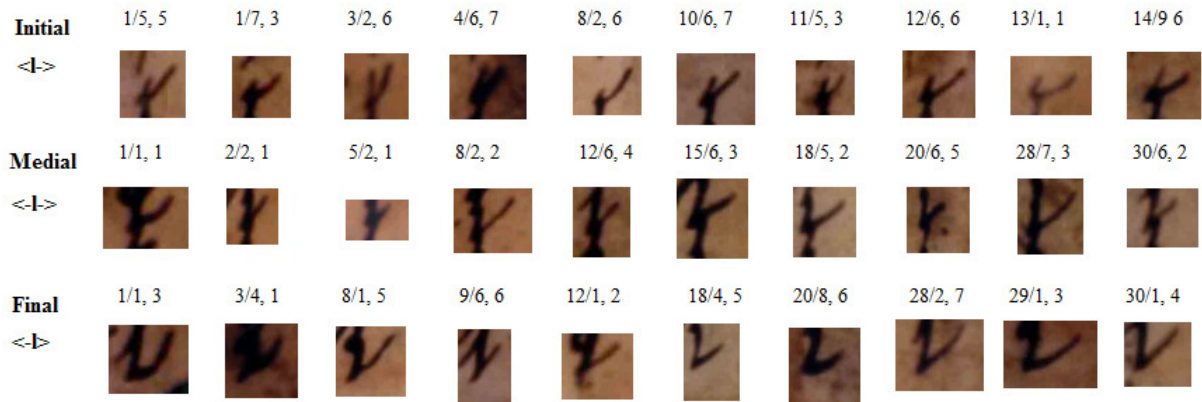 Initial 1/5, 5 1/7, 3 3/2, 6 4/6, 7 8/2, 6 10/6, 7 11/5, 3 12/6, 6 13/1, 1 14/9 6
<l->
Medial 1/1, 1 2/2, 1 5/2, 1 8/2, 2 12/6, 4 15/6, 3 18/5, 2 20/6, 5 28/7, 3 30/6, 2
<-l->
Final 1/1, 3 3/4, 1 8/1, 5 9/6, 6 12/1, 2 18/4, 5 20/8, 6 28/2, 7 29/1, 3 30/1, 4
<-l>